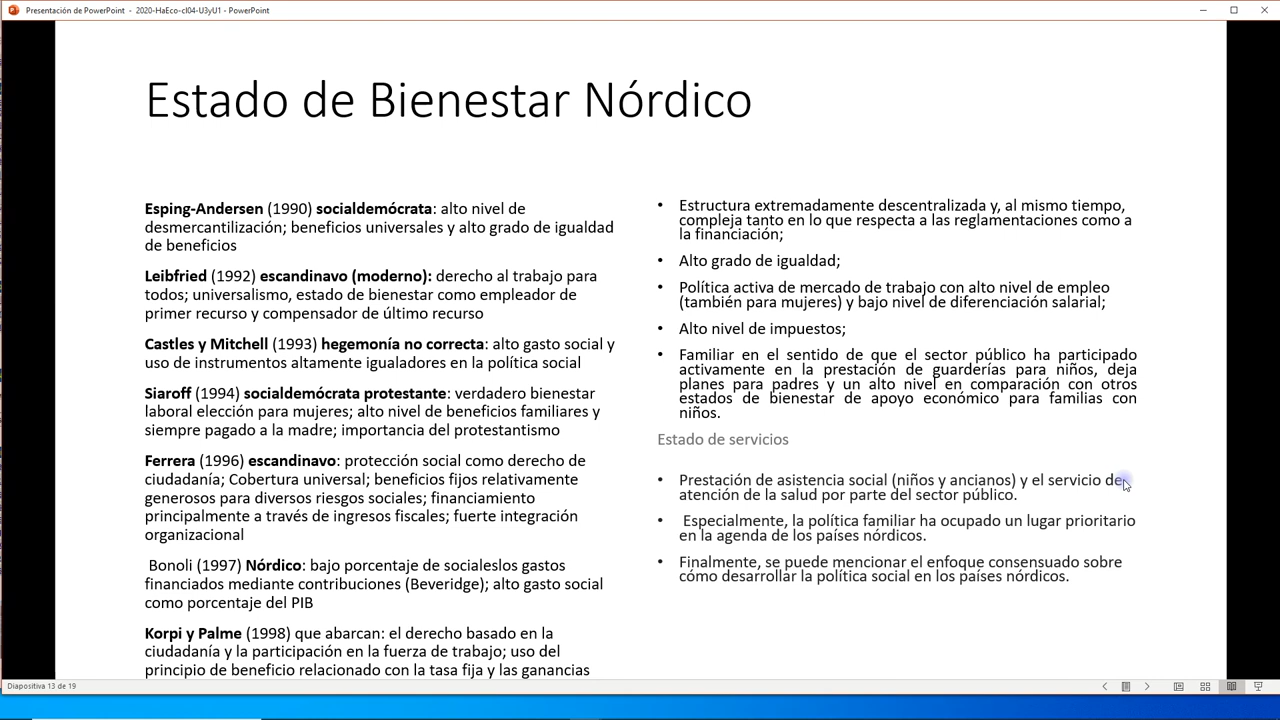 Presentación de PowerPoint - 2020-HaEco-cl04-U3yU1 - PowerPoint
Estado de Bienestar Nórdico
Esping-Andersen (1990) socialdemócrata: alto nivel de
desmercantilización; beneficios universales y alto grado de igualdad
de beneficios
Leibfried (1992) escandinavo (moderno): derecho al trabajo para
todos; universalismo, estado de bienestar como empleador de
primer recurso y compensador de último recurso
Castles y Mitchell (1993) hegemonía no correcta: alto gasto social y
uso de instrumentos altamente igualadores en la política social
Siaroff (1994) socialdemócrata protestante: verdadero bienestar
laboral elección para mujeres; alto nivel de beneficios familiares y
siempre pagado a la madre; importancia del protestantismo
Ferrera (1996) escandinavo: protección social como derecho de
ciudadanía; Cobertura universal; beneficios fijos relativamente
generosos para diversos riesgos sociales; financiamiento
principalmente a través de ingresos fiscales; fuerte integración
organizacional
Bonoli (1997) Nórdico: bajo porcentaje de socialeslos gastos
financiados mediante contribuciones (Beveridge); alto gasto social
como porcentaje del PIB
Korpi y Palme (1998) que abarcan: el derecho basado en la
ciudadanía y la participación en la fuerza de trabajo; uso del
principio de beneficio relacionado con la tasa fija y las ganancias
• Estructura extremadamente descentralizada y, al mismo tiempo,
compleja tanto en lo que respecta a las reglamentaciones como a
la financiación;
• Alto grado de igualdad;
• Política activa de mercado de trabajo con alto nivel de empleo
(también para mujeres) y bajo nivel de diferenciación salarial;
• Alto nivel de impuestos;
• Familiar en el sentido de que el sector público ha participado
activamente en la prestación de guarderías para niños, deja
planes para padres y un alto nivel en comparación con otros
estados de bienestar de apoyo económico para familias con
niños.
Estado de servicios
• Prestación de asistencia social (niños y ancianos) y el servicio de
atención de la salud por parte del sector público.
• Especialmente, la política familiar ha ocupado un lugar prioritario
en la agenda de los países nórdicos.
• Finalmente, se puede mencionar el enfoque consensuado sobre
cómo desarrollar la política social en los países nórdicos.
Diapositiva 13 de 19